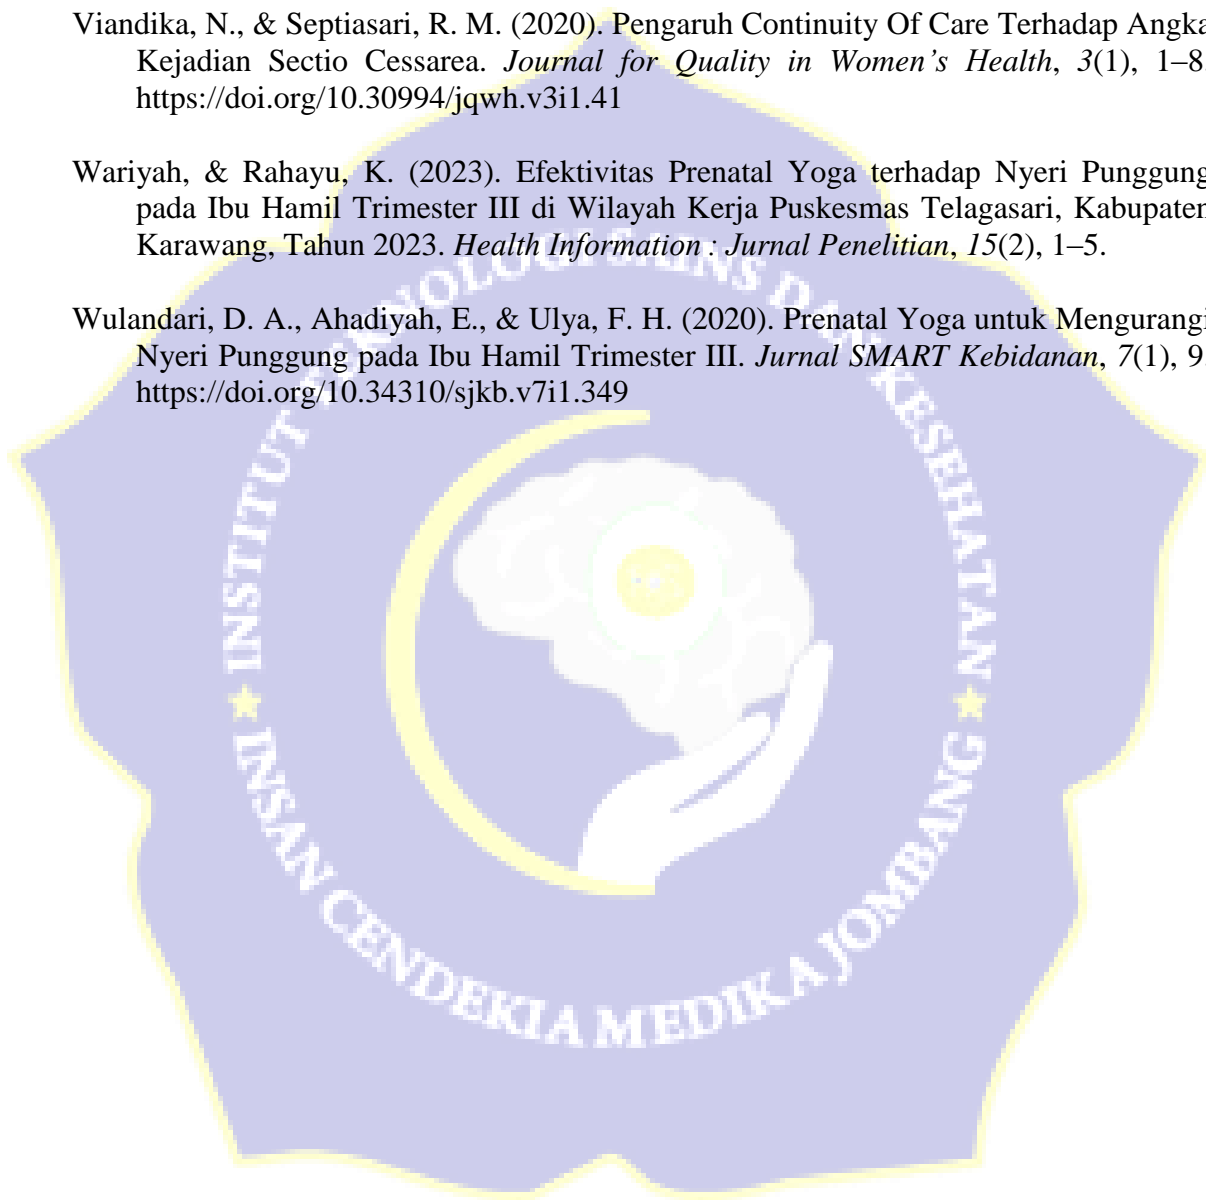 Viandika, N., & Septiasari, R. M. (2020). Pengaruh Continuity Of Care Terhadap Angka
Kejadian Sectio Cessarea. Journal for Quality in Women’s Health, 3(1), 1–8.
https://doi.org/10.30994/jqwh.v3i1.41
Wariyah, & Rahayu, K. (2023). Efektivitas Prenatal Yoga terhadap Nyeri Punggung
pada Ibu Hamil Trimester III di Wilayah Kerja Puskesmas Telagasari, Kabupaten
Karawang, Tahun 2023. Health Information : Jurnal Penelitian, 15(2), 1–5.
Wulandari, D. A., Ahadiyah, E., & Ulya, F. H. (2020). Prenatal Yoga untuk Mengurangi
Nyeri Punggung pada Ibu Hamil Trimester III. Jurnal SMART Kebidanan, 7(1), 9.
https://doi.org/10.34310/sjkb.v7i1.349
INSTITUT TEKNOLOGI SAINS DAN KESEHATAN
INSAN CENDEKIA MEDIKA JOMBANG